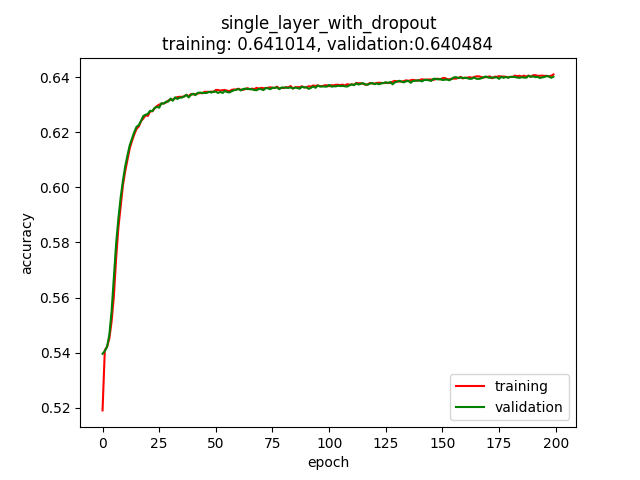 single_layer_with_dropout
training: 0.641014, validation:0.640484
0.64
0.62
0.60
0.58
0.56
0.54
0.52
accuracy
training
validation
0 25 50 75 100 125 150 175 200
epoch